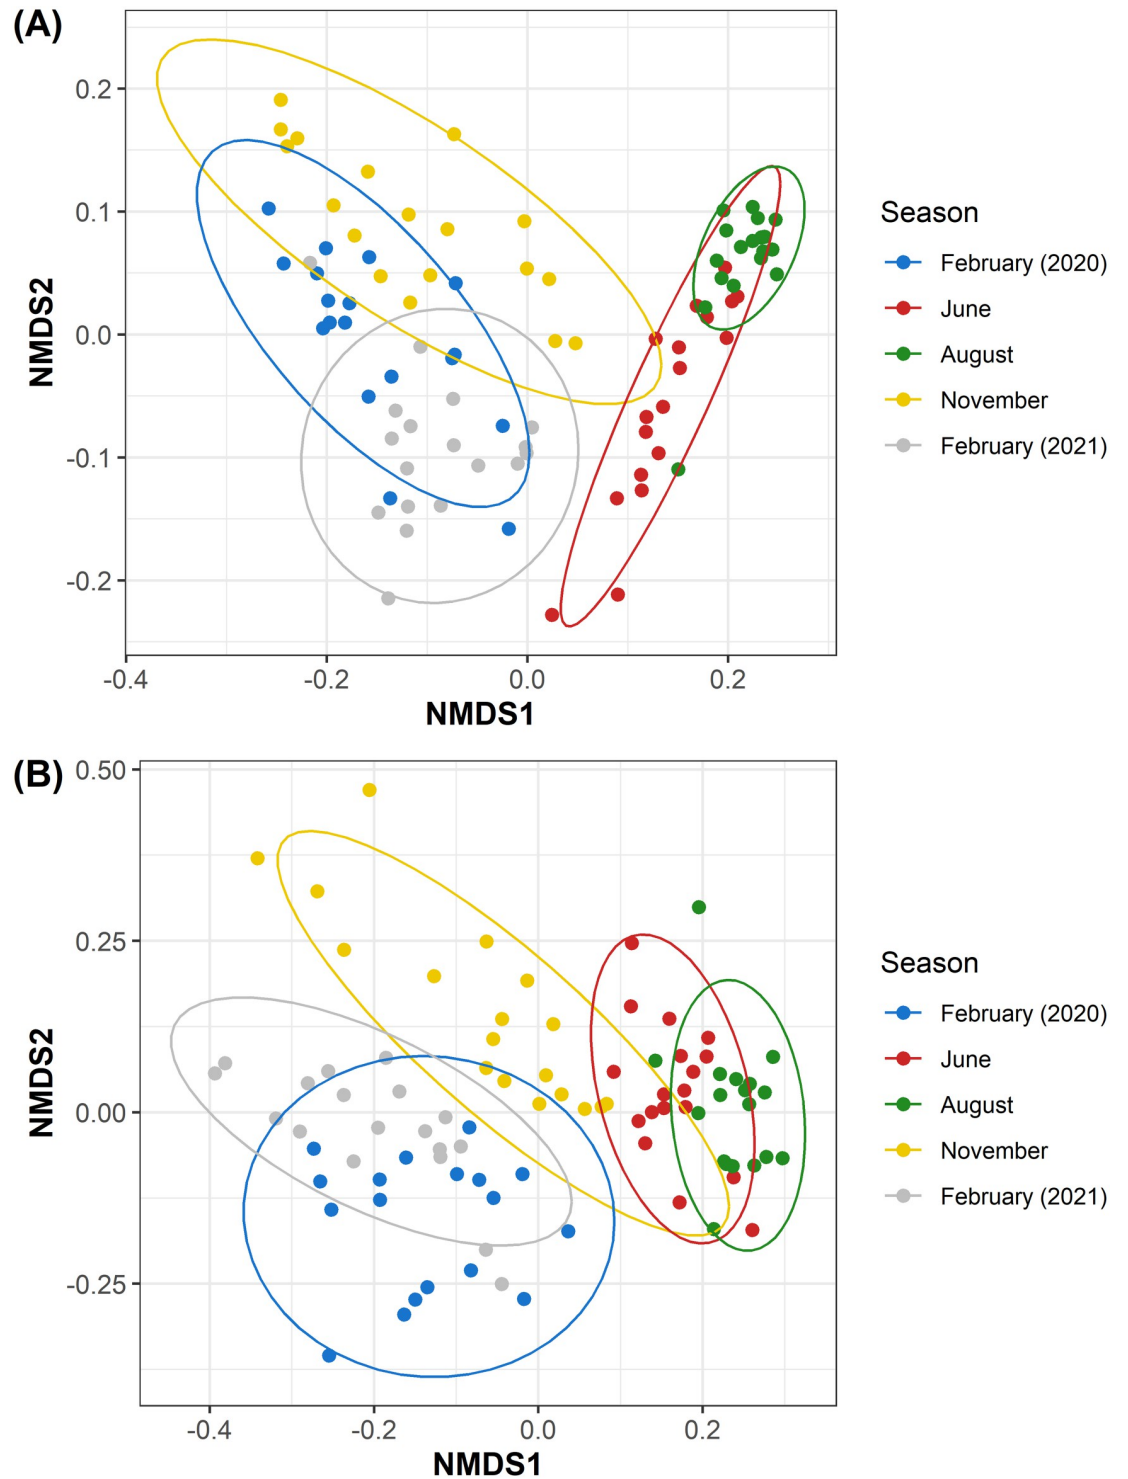 (A)
0.2
0.1
0.0
-0.1
-0.2
NMDS2
-0.4 -0.2 0.0 0.2
NMDS1
Season
February (2020)
June
August
November
February (2021)
(B)
0.50
0.25
0.00
-0.25
NMDS2
-0.4 -0.2 0.0 0.2
NMDS1
Season
February (2020)
June
August
November
February (2021)